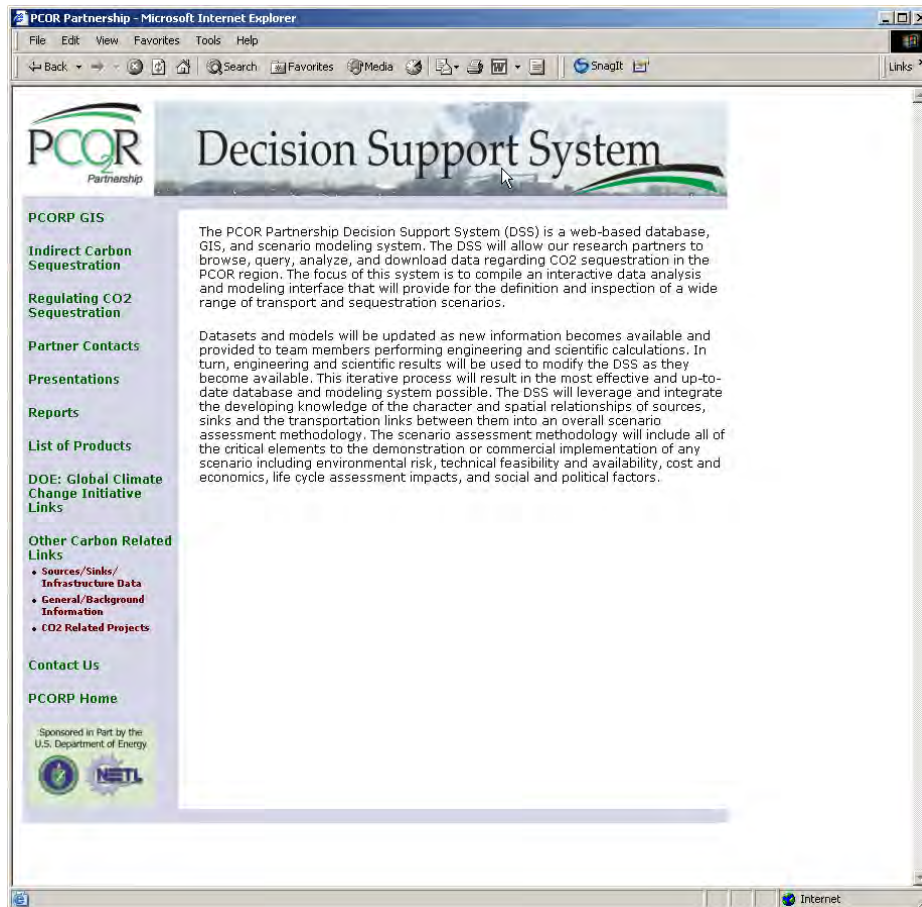 PCOR Partnership - Microsoft Internet Explorer
File Edit View Favorites Tools Help
Back Search Favorites Media SnagIt Links
PCO2R
Partnership
Decision Support System
PCORP GIS
Indirect Carbon
Sequestration
Regulating CO2
Sequestration
Partner Contacts
Presentations
Reports
List of Products
DOE: Global Climate
Change Initiative
Links
Other Carbon Related
Links
Sources/Sinks/
Infrastructure Data
General/Background
Information
CO2 Related Projects
Contact Us
PCORP Home
Sponsored in Part by the
U.S. Department of Energy
NETL
The PCOR Partnership Decision Support System (DSS) is a web-based database,
GIS, and scenario modeling system. The DSS will allow our research partners to
browse, query, analyze, and download data regarding CO2 sequestration in the
PCOR region. The focus of this system is to compile an interactive data analysis
and modeling interface that will provide for the definition and inspection of a wide
range of transport and sequestration scenarios.
Datasets and models will be updated as new information becomes available and
provided to team members performing engineering and scientific calculations. In
turn, engineering and scientific results will be used to modify the DSS as they
become available. This iterative process will result in the most effective and up-to-
date database and modeling system possible. The DSS will leverage and integrate
the developing knowledge of the character and spatial relationships of sources,
sinks and the transportation links between them into an overall scenario
assessment methodology. The scenario assessment methodology will include all of
the critical elements to the demonstration or commercial implementation of any
scenario including environmental risk, technical feasibility and availability, cost and
economics, life cycle assessment impacts, and social and political factors.
Internet